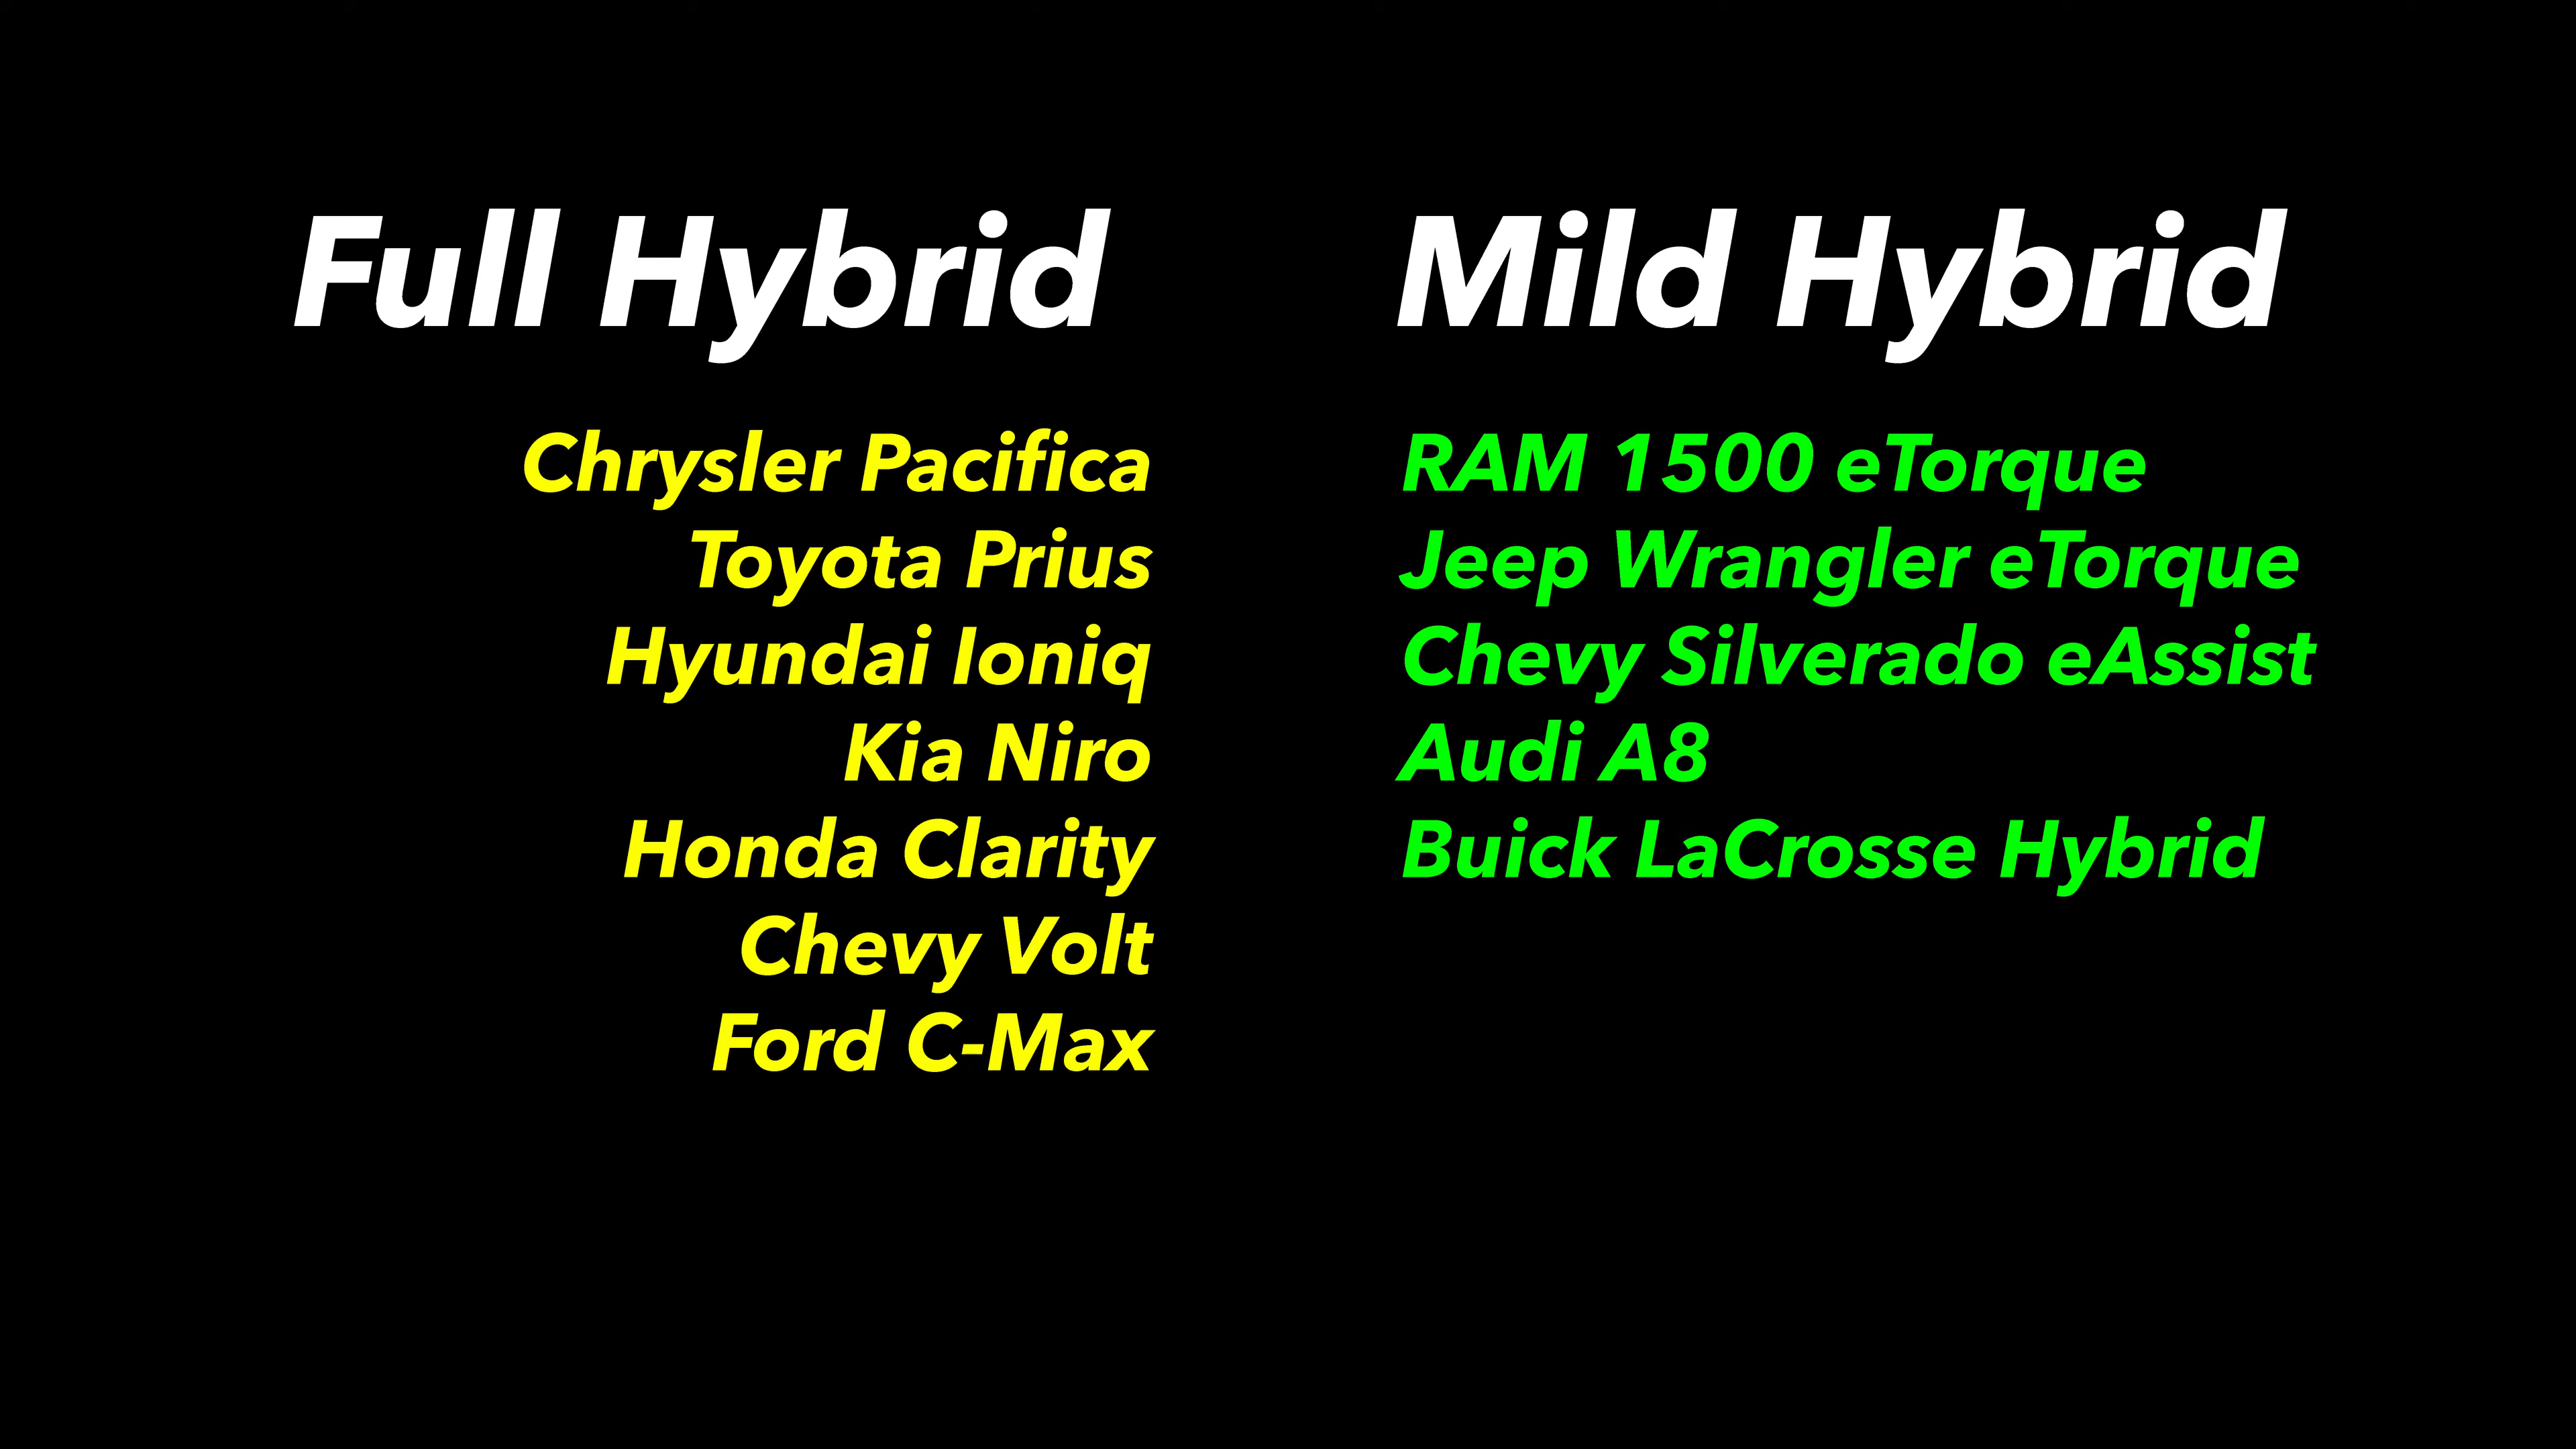 Full Hybrid
Chrysler Pacifica
Toyota Prius
Hyundai Ioniq
Kia Niro
Honda Clarity
Chevy Volt
Ford C-Max
Mild Hybrid
RAM 1500 eTorque
Jeep Wrangler eTorque
Chevy Silverado eAssist
Audi A8
Buick LaCrosse Hybrid